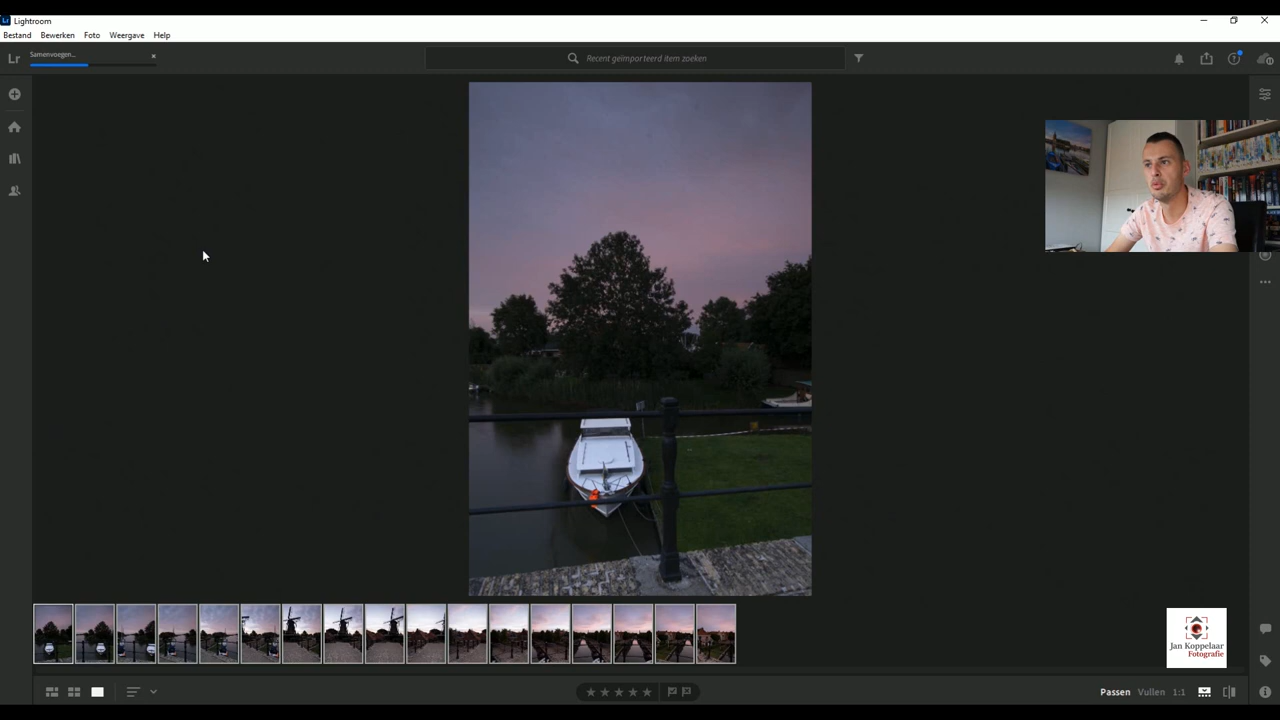 Lr Lightroom
Bestand Bewerken Foto Weergave Help
Lr Samenvoegen...
Recent geïmporteerd item zoeken
Jan Koppelaar
Fotografie
Passen Vullen 1:1